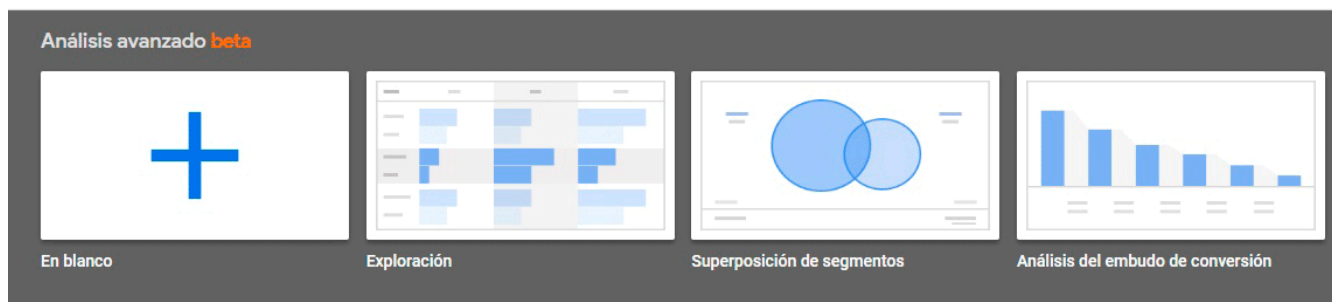 Análisis avanzado beta
En blanco
Exploración
Superposición de segmentos
Análisis del embudo de conversión